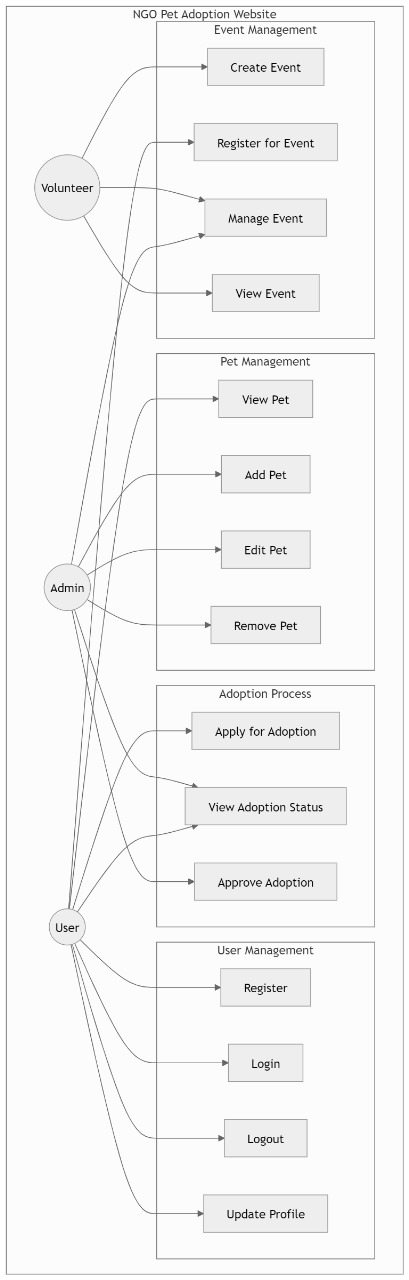 NGO Pet Adoption Website
Event Management
Create Event
Register for Event
Volunteer
Manage Event
View Event
Pet Management
View Pet
Add Pet
Edit Pet
Admin
Remove Pet
Adoption Process
Apply for Adoption
View Adoption Status
Approve Adoption
User
User Management
Register
Login
Logout
Update Profile